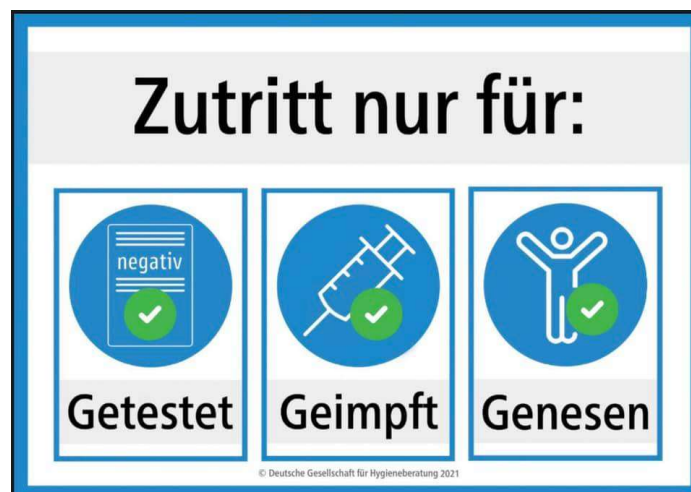 Zutritt nur für:
negativ
Getestet
Geimpft
Genesen
© Deutsche Gesellschaft für Hygieneberatung 2021